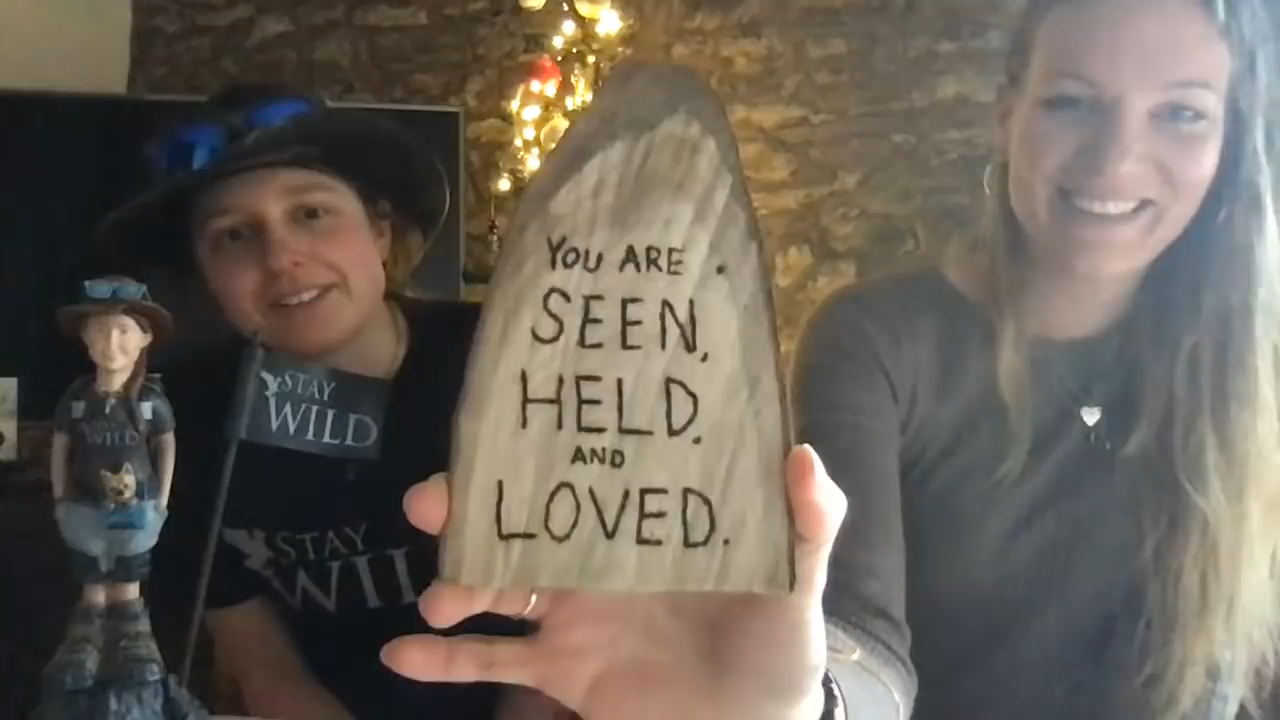 YOU ARE
SEEN,
HELD,
AND
LOVED.
STAY
WILD
STAY
WIL
WILD